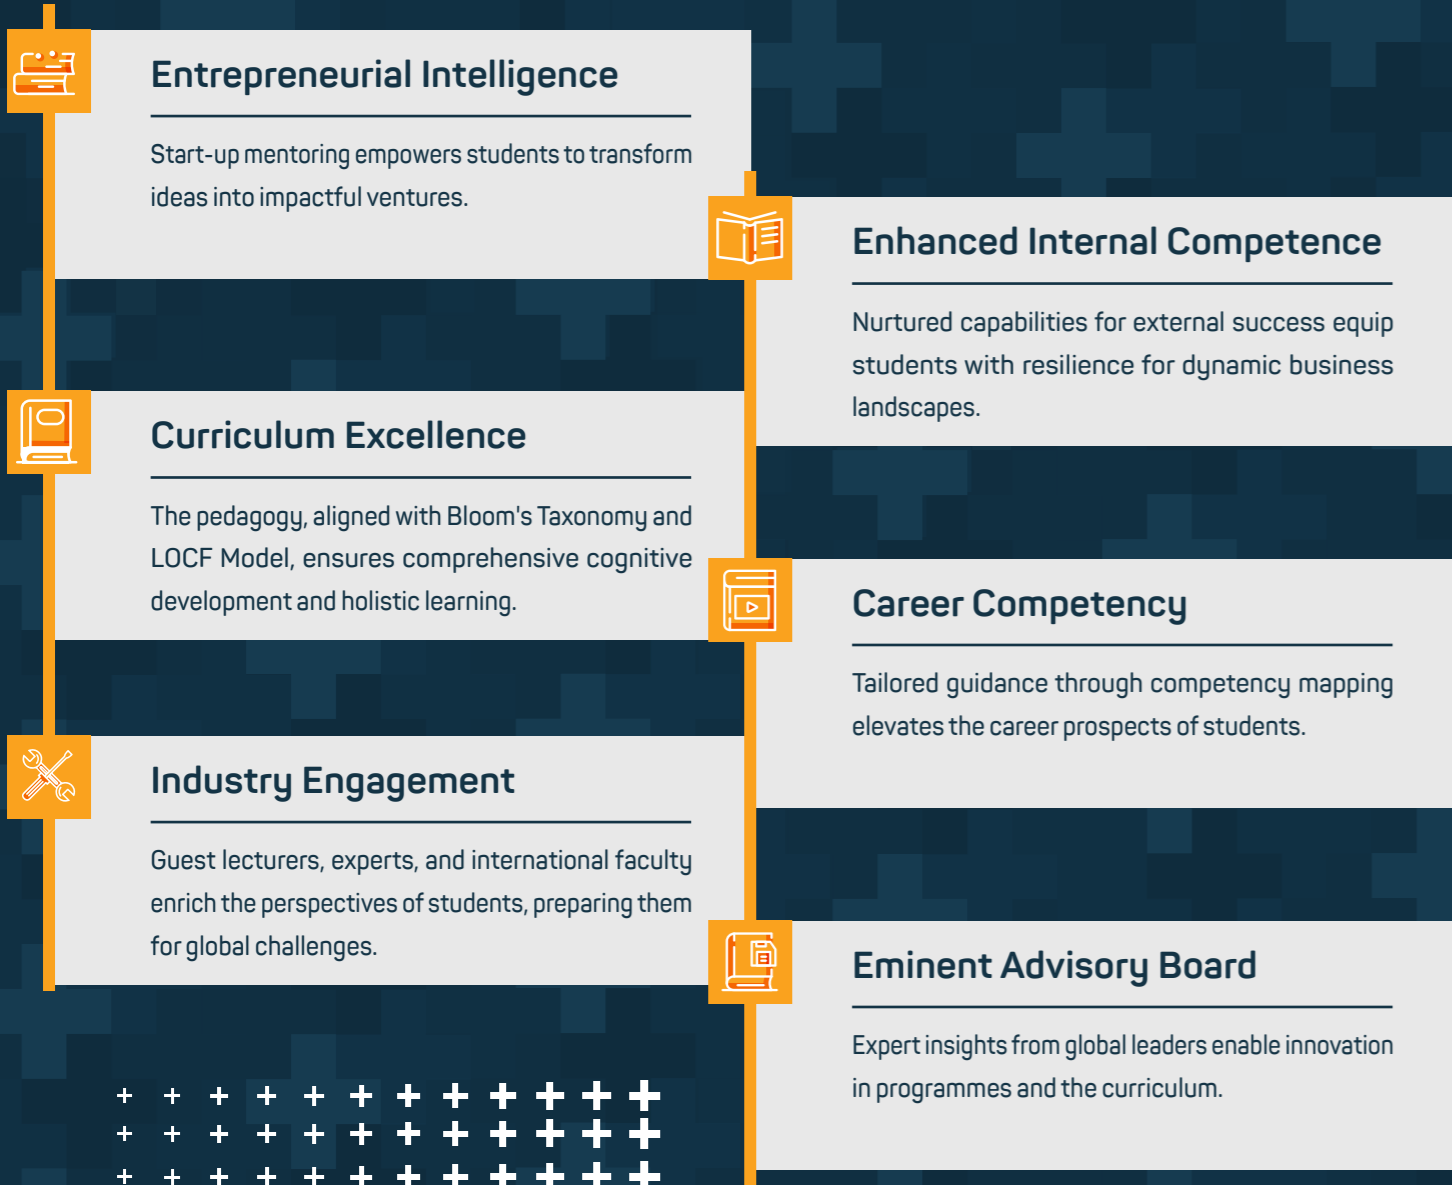 Entrepreneurial Intelligence
Start-up mentoring empowers students to transform
ideas into impactful ventures.
Enhanced Internal Competence
Nurtured capabilities for external success equip
students with resilience for dynamic business
landscapes.
Curriculum Excellence
The pedagogy, aligned with Bloom's Taxonomy and
LOCF Model, ensures comprehensive cognitive
development and holistic learning.
Career Competency
Tailored guidance through competency mapping
elevates the career prospects of students.
Industry Engagement
Guest lecturers, experts, and international faculty
enrich the perspectives of students, preparing them
for global challenges.
Eminent Advisory Board
Expert insights from global leaders enable innovation
in programmes and the curriculum.